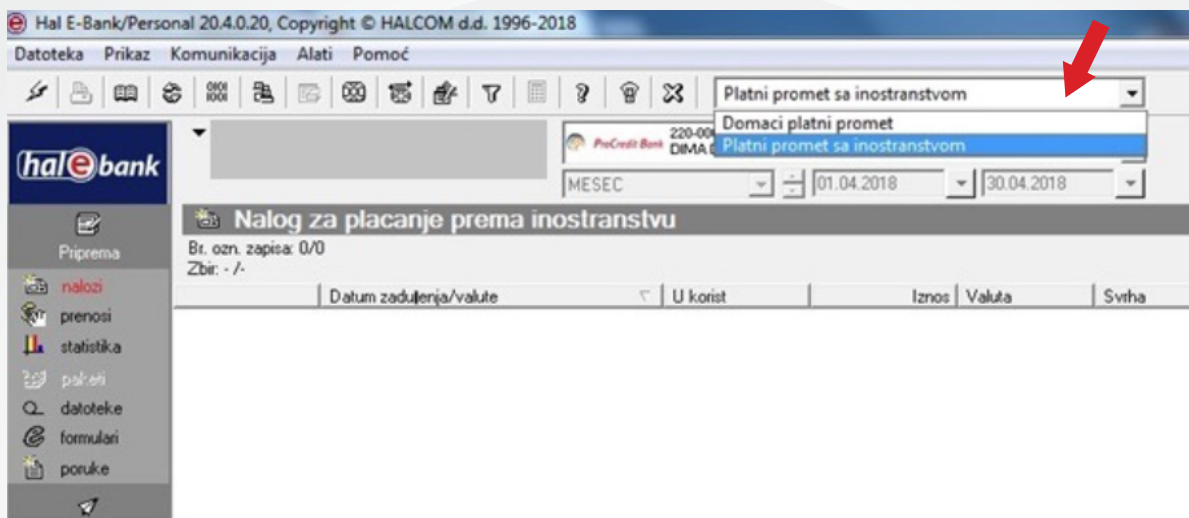 Hal E-Bank/Personal 20.4.0.20, Copyright © HALCOM d.d. 1996-2018
Datoteka Prikaz Komunikacija Alati Pomoć
Platni promet sa inostranstvom
Domaci platni promet
Platni promet sa inostranstvom
hal e bank
ProCredit Bank
220-00
DIMA
MESEC 01.04.2018 30.04.2018
Nalog za placanje prema inostranstvu
Priprema
Br. ozn. zapisa: 0/0
Zbir: - /-
Datum zaduženja/valute U korist Iznos Valuta Svrha
nalozi
prenosi
statistika
paketi
datoteke
formulari
poruke